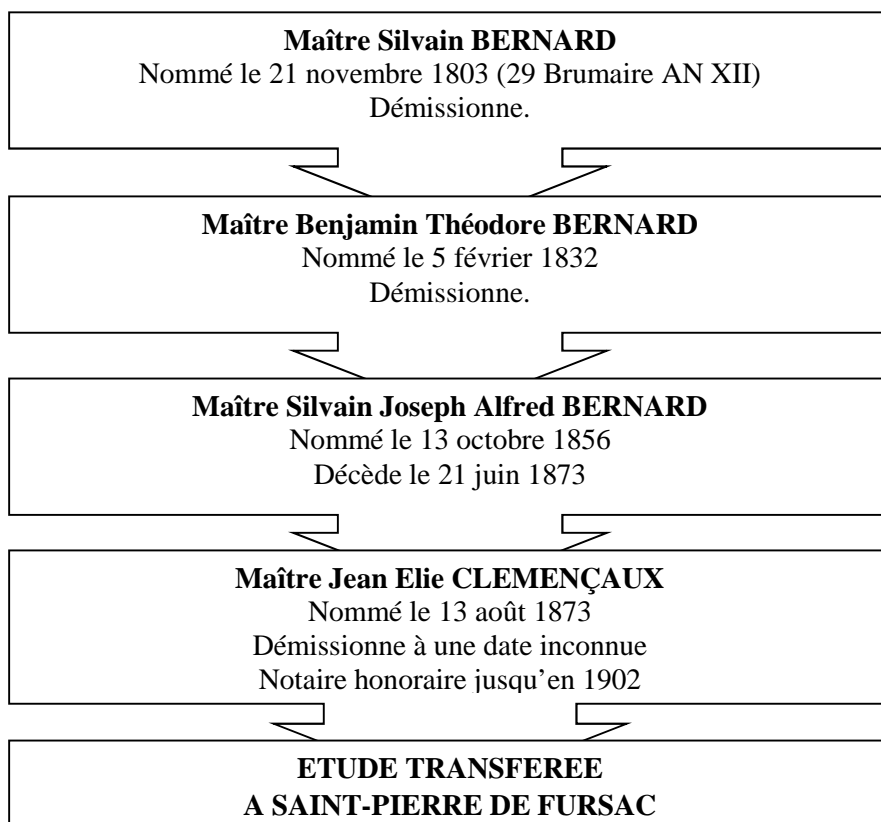 Maître Silvain BERNARD
Nommé le 21 novembre 1803 (29 Brumaire AN XII)
Démissionne.
Maître Benjamin Théodore BERNARD
Nommé le 5 février 1832
Démissionne.
Maître Silvain Joseph Alfred BERNARD
Nommé le 13 octobre 1856
Décède le 21 juin 1873
Maître Jean Elie CLEMENÇAUX
Nommé le 13 août 1873
Démissionne à une date inconnue
Notaire honoraire jusqu’en 1902
ETUDE TRANSFEREE
A SAINT-PIERRE DE FURSAC